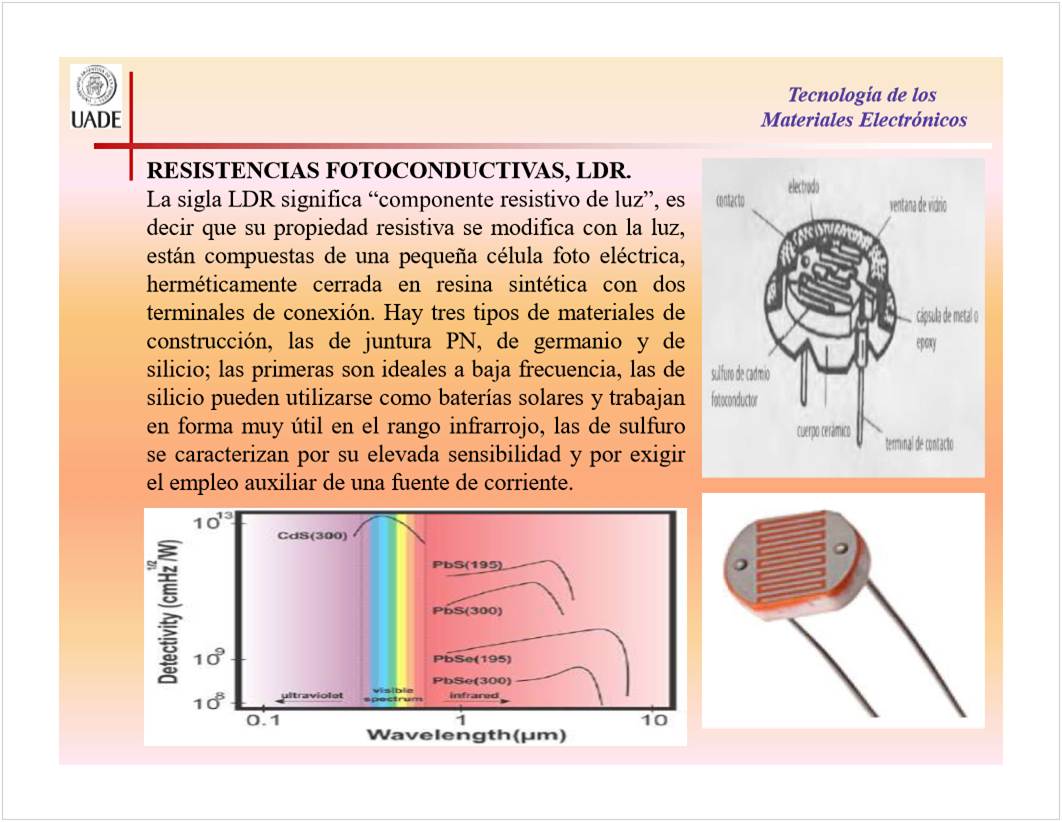 UADE
Tecnología de los
Materiales Electrónicos
RESISTENCIAS FOTOCONDUCTIVAS, LDR.
La sigla LDR significa “componente resistivo de luz”, es
decir que su propiedad resistiva se modifica con la luz,
están compuestas de una pequeña célula foto eléctrica,
herméticamente cerrada en resina sintética con dos
terminales de conexión. Hay tres tipos de materiales de
construcción, las de juntura PN, de germanio y de
silicio; las primeras son ideales a baja frecuencia, las de
silicio pueden utilizarse como baterías solares y trabajan
en forma muy útil en el rango infrarrojo, las de sulfuro
se caracterizan por su elevada sensibilidad y por exigir
el empleo auxiliar de una fuente de corriente.
electrodo
contacto
ventana de vidrio
cápsula de metal o
epoxy
sulfuro de cadmio
fotoconductor
cuerpo cerámico
terminal de contacto
10^13
CdS(300)
PbS(195)
PbS(300)
Detectivity (cmHz^1/2/W)
10^9
PbSe(195)
PbSe(300)
10^8
ultraviolet
visible
spectrum
infrared
0.1
1
10
Wavelength(μm)